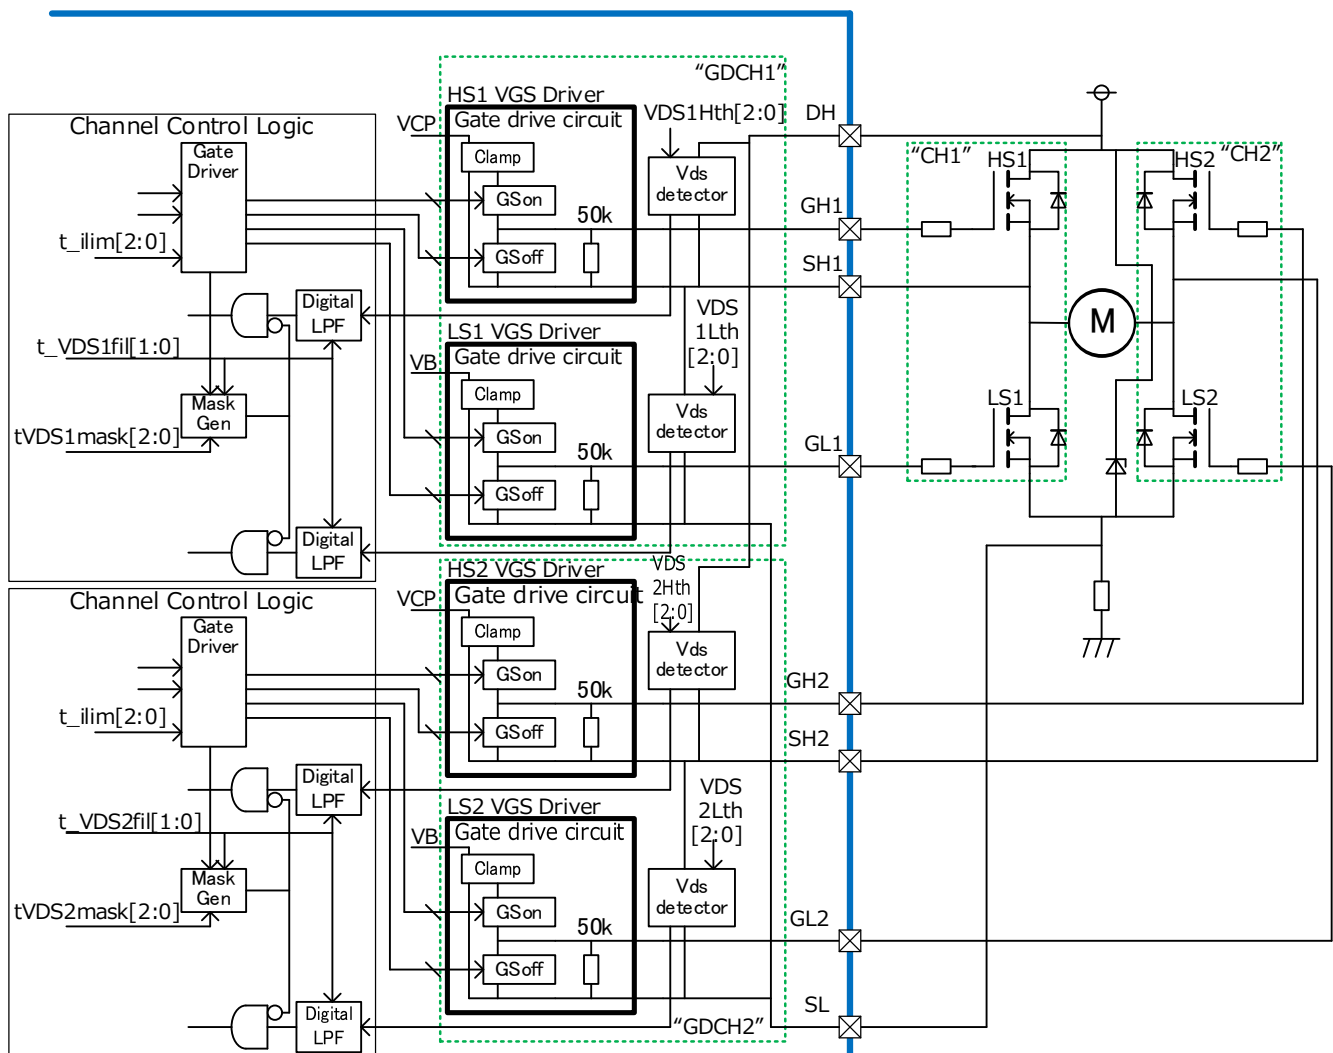 “GDCH1”
HS1 VGS Driver
Gate drive circuit
VCP
Clamp
GSon
GSoff
50k
VDS1Hth[2:0]
Vds
detector
DH
GH1
SH1
Channel Control Logic
Gate
Driver
t_ilim[2:0]
Digital
LPF
t_VDS1fil[1:0]
Mask
Gen
tVDS1mask[2:0]
Digital
LPF
LS1 VGS Driver
Gate drive circuit
VB
Clamp
GSon
GSoff
50k
VDS
1Lth
[2:0]
Vds
detector
GL1
“CH1”
HS1
HS2
“CH2”
M
LS1
LS2
HS2 VGS Driver
Gate drive circuit
VCP
Clamp
GSon
GSoff
50k
VDS
2Hth
[2:0]
Vds
detector
GH2
SH2
Channel Control Logic
Gate
Driver
t_ilim[2:0]
Digital
LPF
t_VDS2fil[1:0]
Mask
Gen
tVDS2mask[2:0]
Digital
LPF
LS2 VGS Driver
Gate drive circuit
VB
Clamp
GSon
GSoff
50k
VDS
2Lth
[2:0]
Vds
detector
GL2
SL
“GDCH2”